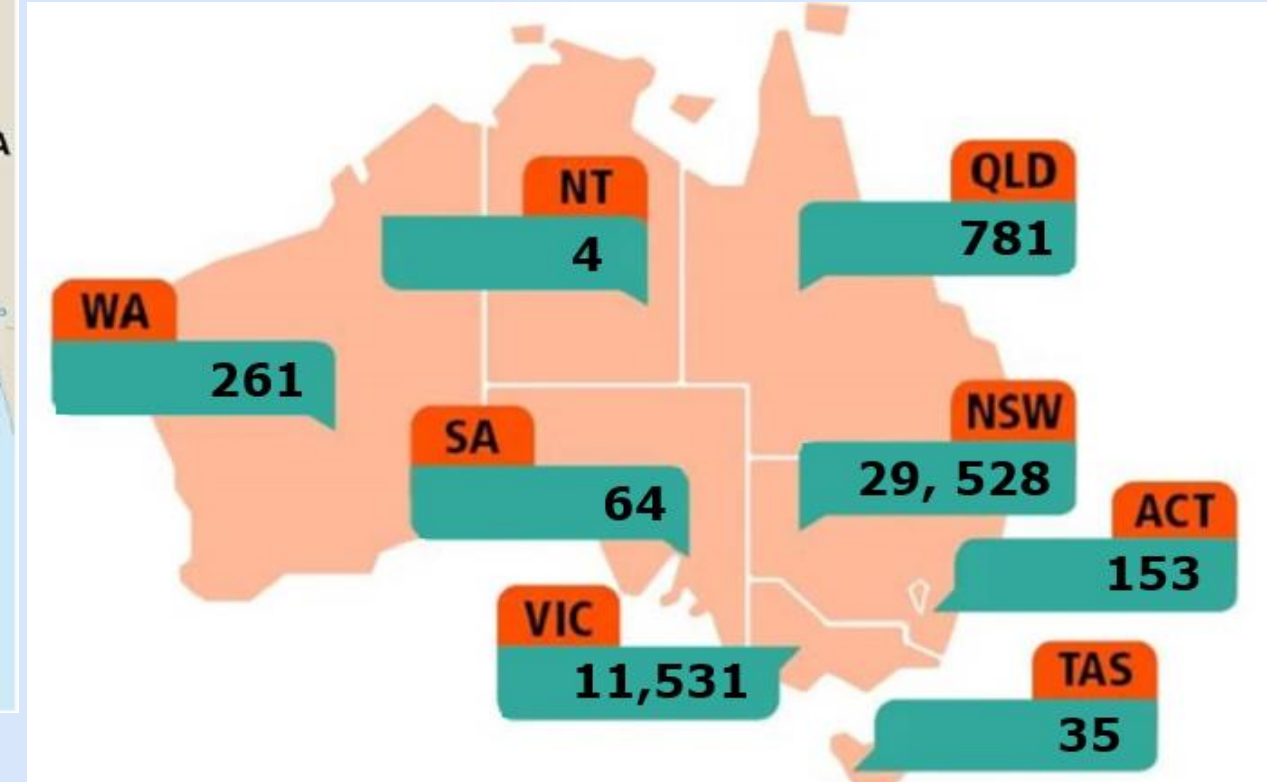 A
NT
4
QLD
781
WA
261
SA
64
NSW
29, 528
ACT
153
VIC
11,531
TAS
35